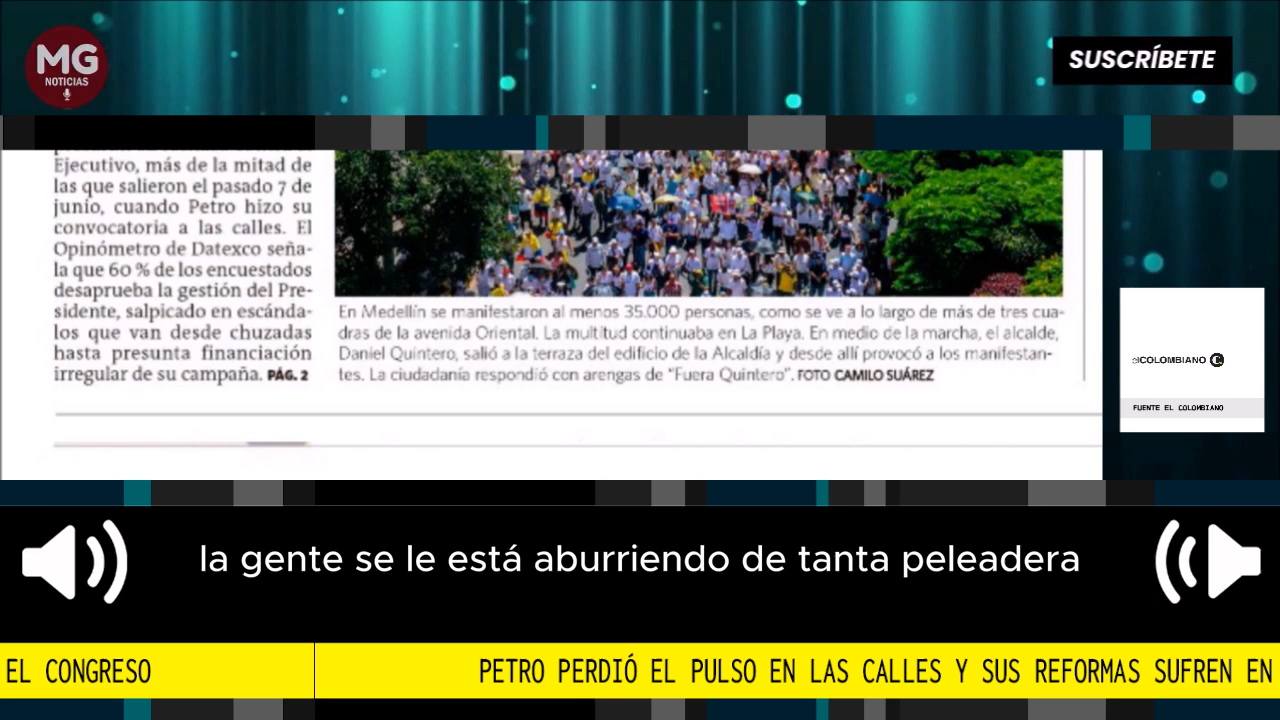 MG
NOTICIAS
SUSCRÍBETE
Ejecutivo, más de la mitad de
las que salieron el pasado 7 de
junio, cuando Petro hizo su
convocatoria a las calles. El
Opinómetro de Datexco seña-
la que 60 % de los encuestados
desaprueba la gestión del Pre-
sidente, salpicado en escánda-
los que van desde chuzadas
hasta presunta financiación
irregular de su campaña. PÁG. 2
En Medellín se manifestaron al menos 35.000 personas, como se ve a lo largo de más de tres cua-
dras de la avenida Oriental. La multitud continuaba en La Playa. En medio de la marcha, el alcalde,
Daniel Quintero, salió a la terraza del edificio de la Alcaldía y desde allí provocó a los manifestan-
tes. La ciudadanía respondió con arengas de “Fuera Quintero”. FOTO CAMILO SUÁREZ
elCOLOMBIANO
FUENTE EL COLOMBIANO
la gente se le está aburriendo de tanta peleadera
EL CONGRESO
PETRO PERDIÓ EL PULSO EN LAS CALLES Y SUS REFORMAS SUFREN EN